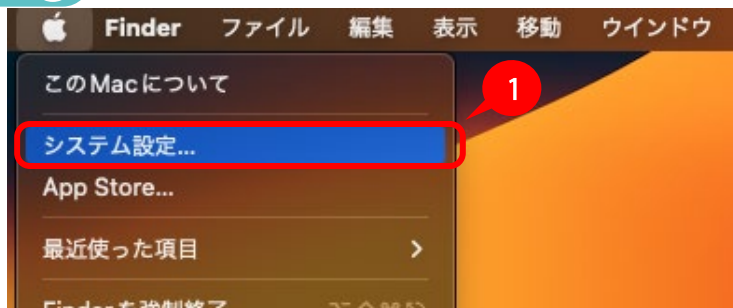 Finder ファイル 編集 表示 移動 ウインドウ
このMacについて
1
システム設定...
App Store...
最近使った項目